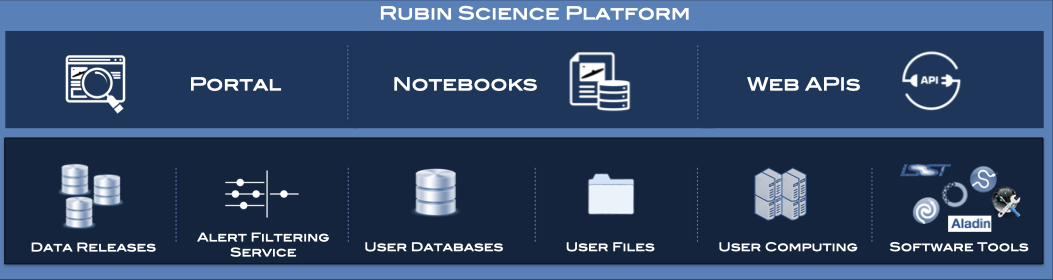 RUBIN SCIENCE PLATFORM
PORTAL
NOTEBOOKS
WEB APIS
API
DATA RELEASES
ALERT FILTERING
SERVICE
USER DATABASES
USER FILES
USER COMPUTING
LSST
S
Aladin
SOFTWARE TOOLS